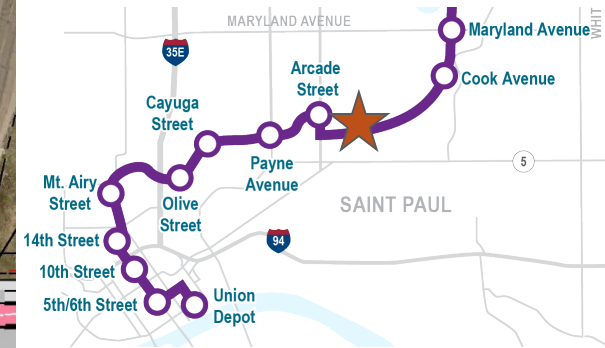 MARYLAND AVENUE
WHIT
Maryland Avenue
35E
Arcade
Street
Cook Avenue
Cayuga
Street
Payne
Avenue
5
Mt. Airy
Street
Olive
Street
SAINT PAUL
14th Street
94
10th Street
5th/6th Street
Union
Depot